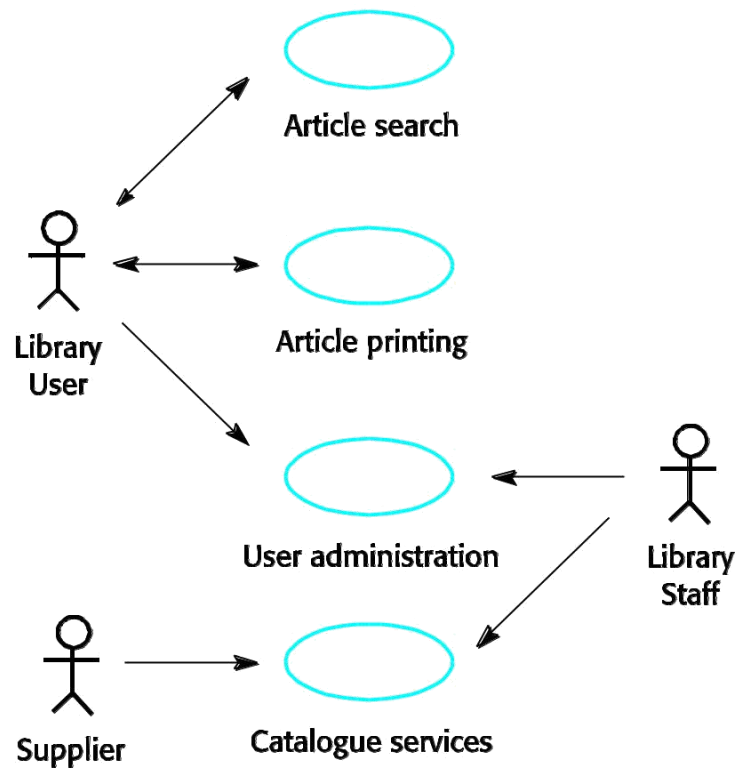 Article search
Library
User
Article printing
User administration
Library
Staff
Supplier
Catalogue services